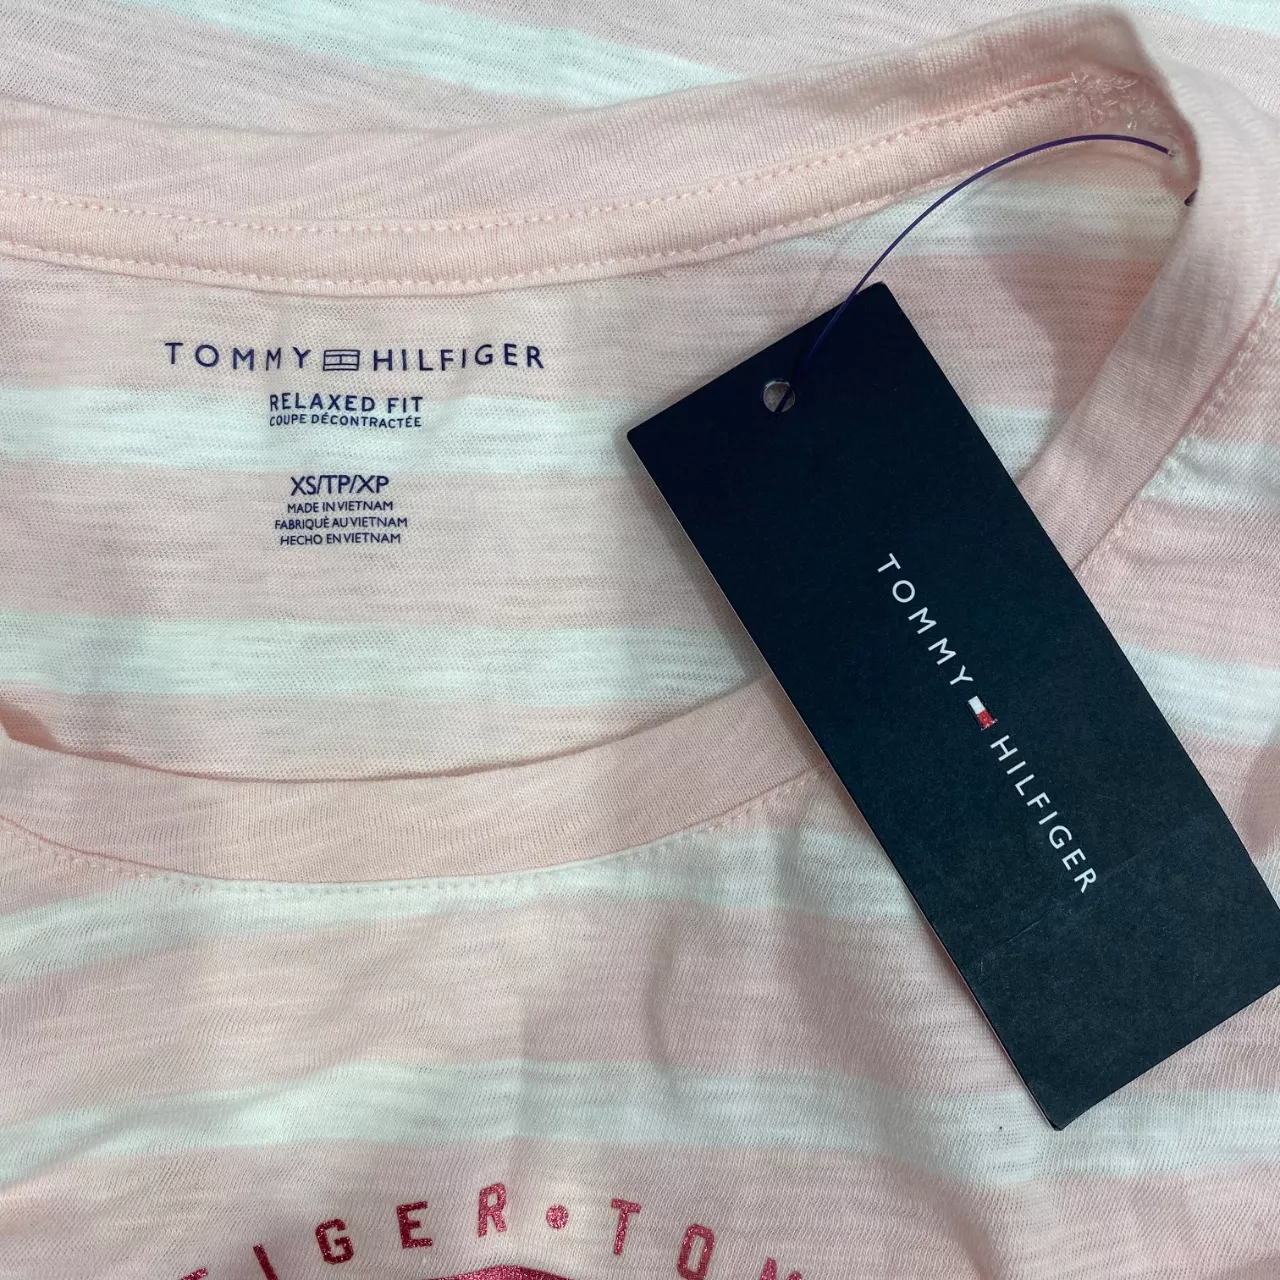 TOMMY HILFIGER
RELAXED FIT
COUPE DÉCONTRACTÉE
XS/TP/XP
MADE IN VIETNAM
FABRIQUÉ AU VIETNAM
HECHO EN VIETNAM
TOMMY HILFIGER
IGER • TOM